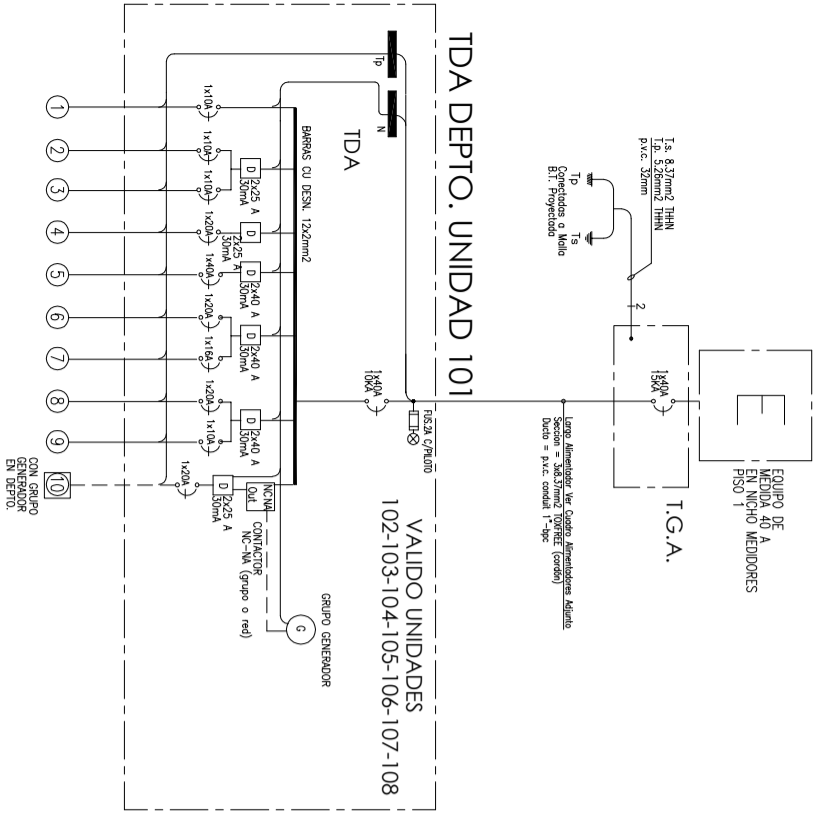 EQUIPO DE
MEDIDA 40 A
EN NICHO MEDIDORES
PISO 1
E
T.G.A.
1x40A
15KA
T.s. 8.37mm2 THHN
T.p. 5.26mm2 THHN
p.v.c. 32mm
2
Tp
Ts
Conectadas a Malla
B.T. Proyectada
Largo Alimentador Ver Cuadro Alimentadores Adjunto
Seccion = 3x8.37mm2 TOXFREE (cordón)
Ducto = p.v.c. conduit 1"-bpc
TDA DEPTO. UNIDAD 101
VALIDO UNIDADES
102-103-104-105-106-107-108
FUS.2A C/PILOTO
1x40A
10KA
Tp
N
TDA
BARRAS CU DESN. 12x2mm2
GRUPO GENERADOR
G
D
2x25 A
30mA
D
2x25 A
30mA
D
2x40 A
30mA
D
2x40 A
30mA
D
2x40 A
30mA
NCNA
Out
CONTACTOR
NC-NA (grupo o red)
D
2x25 A
30mA
1x10A
1x10A
1x10A
1x20A
1x40A
1x20A
1x16A
1x20A
1x10A
1x20A
1
2
3
4
5
6
7
8
9
10
CON GRUPO
GENERADOR
EN DEPTO.